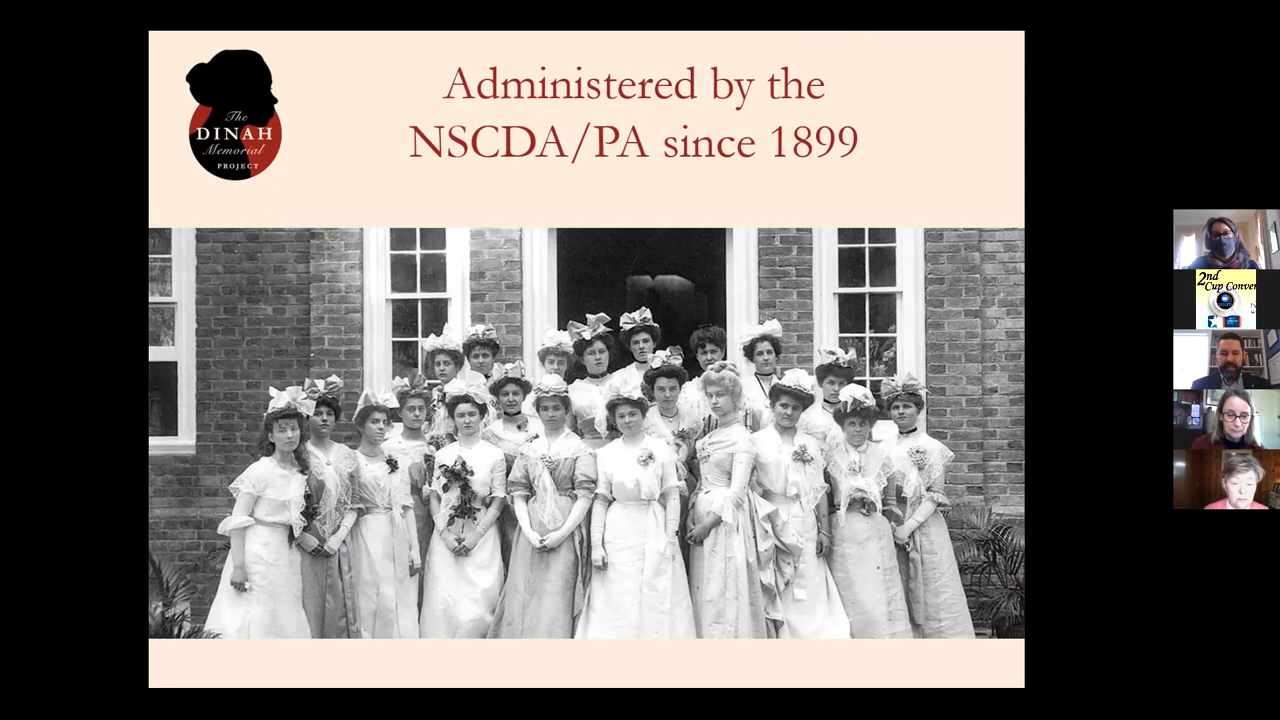 Administered by the
NSCDA/PA since 1899
The
DINAH
Memorial
PROJECT
2nd
Cup Conver